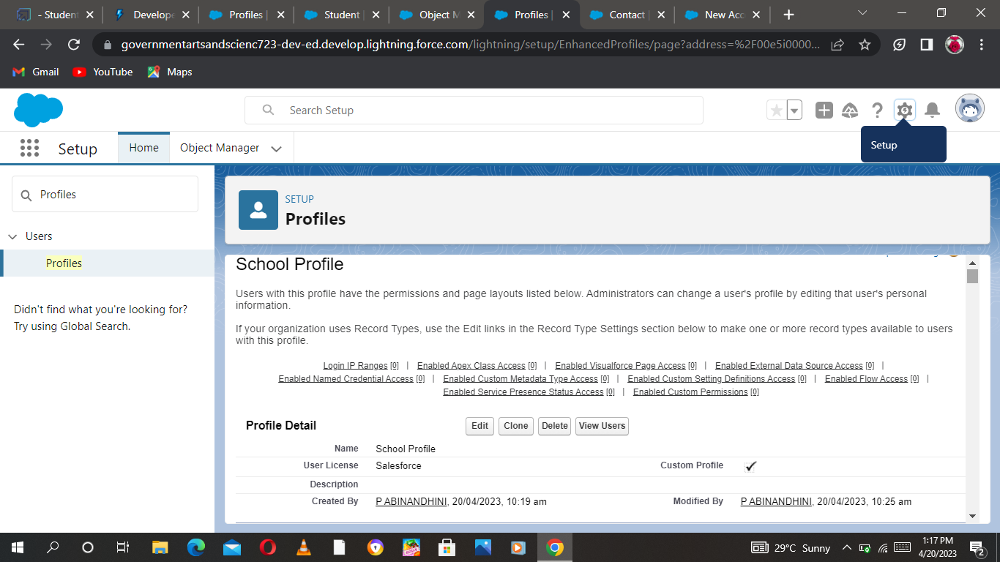 - Student
Develope
Profiles |
Student |
Object M
Profiles |
Contact |
New Acc
governmentartsandscienc723-dev-ed.develop.lightning.force.com/lightning/setup/EnhancedProfiles/page?address=%2F00e5i0000...
Gmail YouTube Maps
Search Setup
Setup Home Object Manager
Setup
Profiles
Users
Profiles
Didn't find what you're looking for?
Try using Global Search.
SETUP
Profiles
School Profile
Users with this profile have the permissions and page layouts listed below. Administrators can change a user's profile by editing that user's personal
information.
If your organization uses Record Types, use the Edit links in the Record Type Settings section below to make one or more record types available to users
with this profile.
Login IP Ranges [0] | Enabled Apex Class Access [0] | Enabled Visualforce Page Access [0] | Enabled External Data Source Access [0] |
Enabled Named Credential Access [0] | Enabled Custom Metadata Type Access [0] | Enabled Custom Setting Definitions Access [0] | Enabled Flow Access [0] |
Enabled Service Presence Status Access [0] | Enabled Custom Permissions [0]
Profile Detail Edit Clone Delete View Users
Name School Profile
User License Salesforce Custom Profile
Description
Created By P ABINANDHINI, 20/04/2023, 10:19 am Modified By P ABINANDHINI, 20/04/2023, 10:25 am
29°C Sunny
1:17 PM
4/20/2023
2